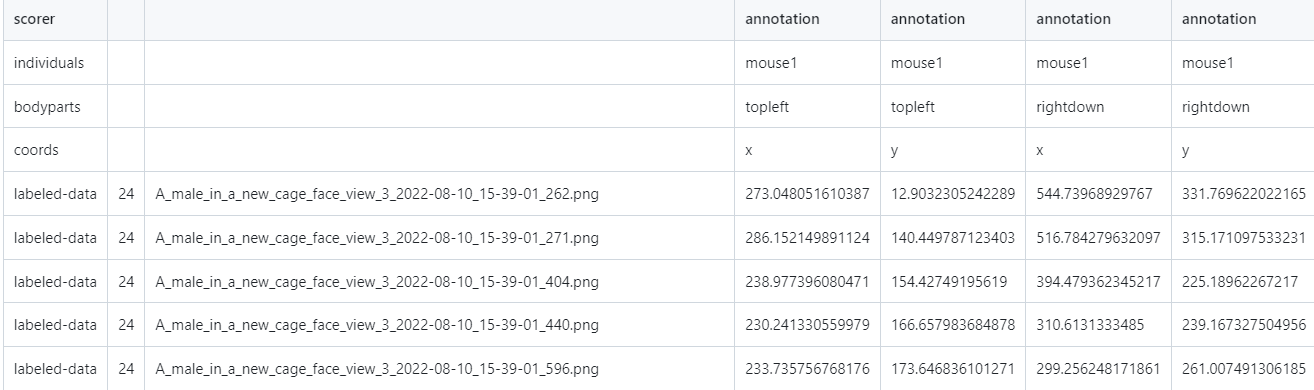 scorer annotation annotation annotation annotation
individuals mouse1 mouse1 mouse1 mouse1
bodyparts topleft topleft rightdown rightdown
coords x y x y
labeled-data 24 A_male_in_a_new_cage_face_view_3_2022-08-10_15-39-01_262.png 273.048051610387 12.9032305242289 544.73968929767 331.769622022165
labeled-data 24 A_male_in_a_new_cage_face_view_3_2022-08-10_15-39-01_271.png 286.152149891124 140.449787123403 516.784279632097 315.171097533231
labeled-data 24 A_male_in_a_new_cage_face_view_3_2022-08-10_15-39-01_404.png 238.977396080471 154.42749195619 394.479362345217 225.18962267217
labeled-data 24 A_male_in_a_new_cage_face_view_3_2022-08-10_15-39-01_440.png 230.241330559979 166.657983684878 310.6131333485 239.167327504956
labeled-data 24 A_male_in_a_new_cage_face_view_3_2022-08-10_15-39-01_596.png 233.735756768176 173.646836101271 299.256248171861 261.007491306185